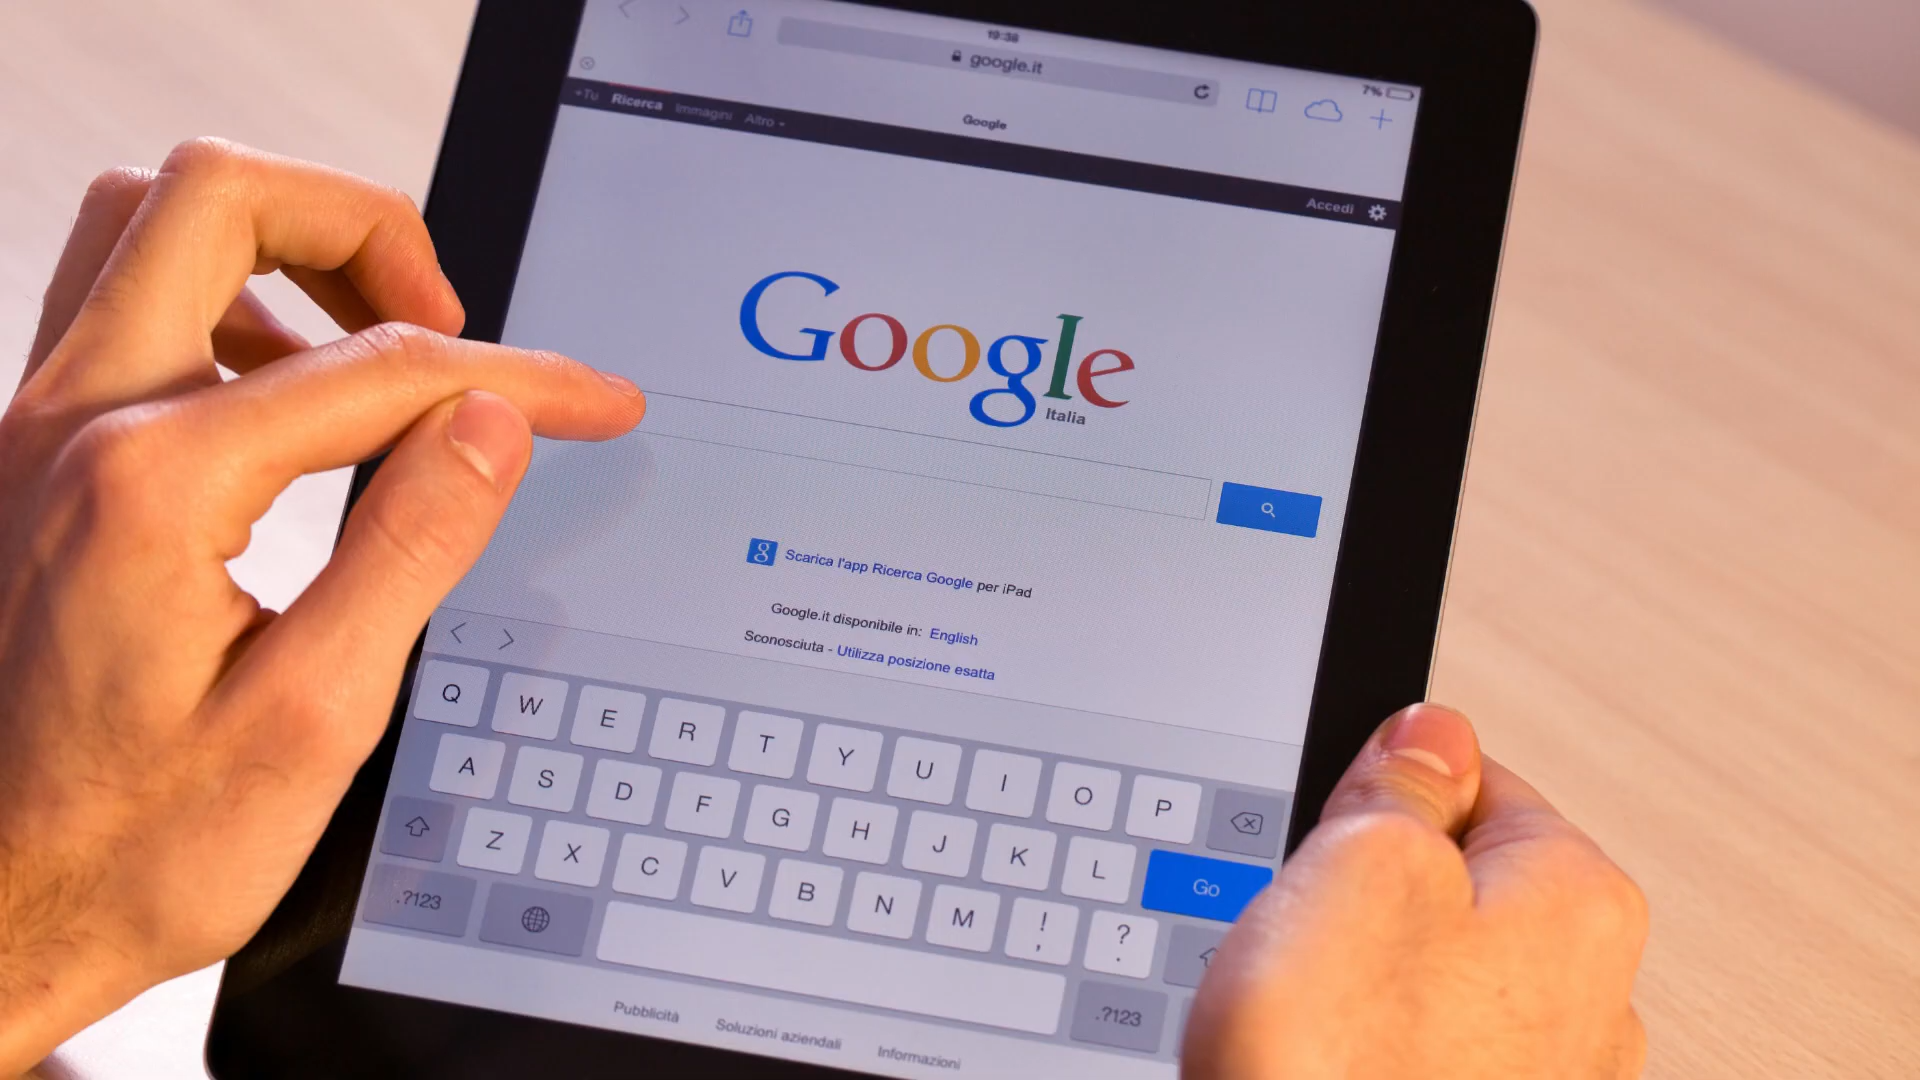 19:38
google.it
7%
+Tu Ricerca Immagini Altro
Google
Accedi
Google
Italia
g Scarica l'app Ricerca Google per iPad
Google.it disponibile in: English
Sconosciuta - Utilizza posizione esatta
Q W E R T Y U I O P
A S D F G H J K L Go
Z X C V B N M ! , ? .
.?123 .?123
Pubblicità Soluzioni aziendali Informazioni